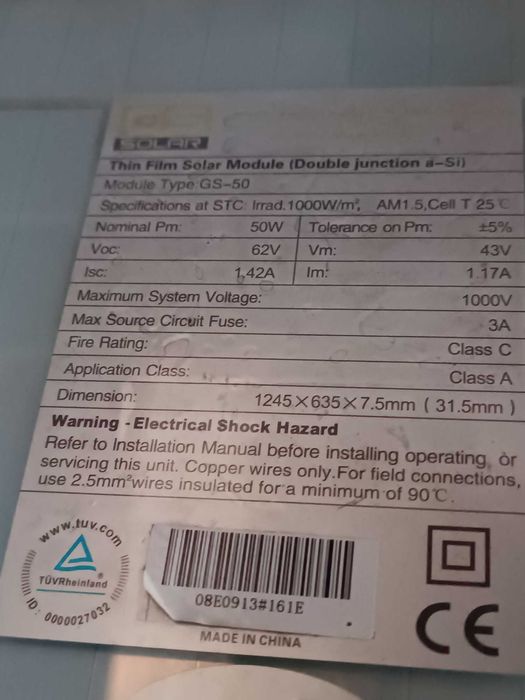 SOLAR
Thin Film Solar Module (Double junction a-Si)
Module Type:GS-50
Specifications at STC: Irrad.1000W/m², AM1.5,Cell T 25℃
Nominal Pm: 50W Tolerance on Pm: ±5%
Voc: 62V Vm: 43V
Isc: 1.42A Im: 1.17A
Maximum System Voltage: 1000V
Max Source Circuit Fuse: 3A
Fire Rating: Class C
Application Class: Class A
Dimension: 1245×635×7.5mm ( 31.5mm )
Warning - Electrical Shock Hazard
Refer to Installation Manual before installing operating, or
servicing this unit. Copper wires only.For field connections,
use 2.5mm²wires insulated for a minimum of 90℃.
www.tuv.com
TÜVRheinland®
ID: 0000027032
08E0913#161E
MADE IN CHINA
CE